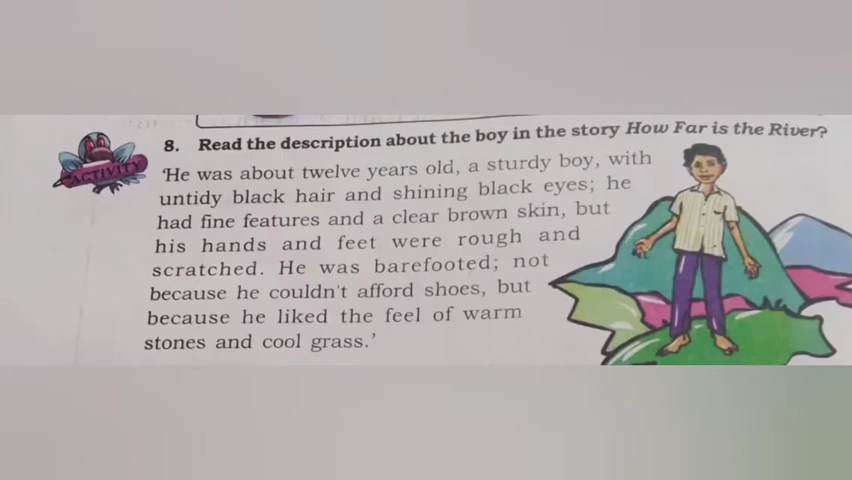 ACTIVITY
8. Read the description about the boy in the story How Far is the River?
'He was about twelve years old, a sturdy boy, with
untidy black hair and shining black eyes; he
had fine features and a clear brown skin, but
his hands and feet were rough and
scratched. He was barefooted; not
because he couldn't afford shoes, but
because he liked the feel of warm
stones and cool grass.'